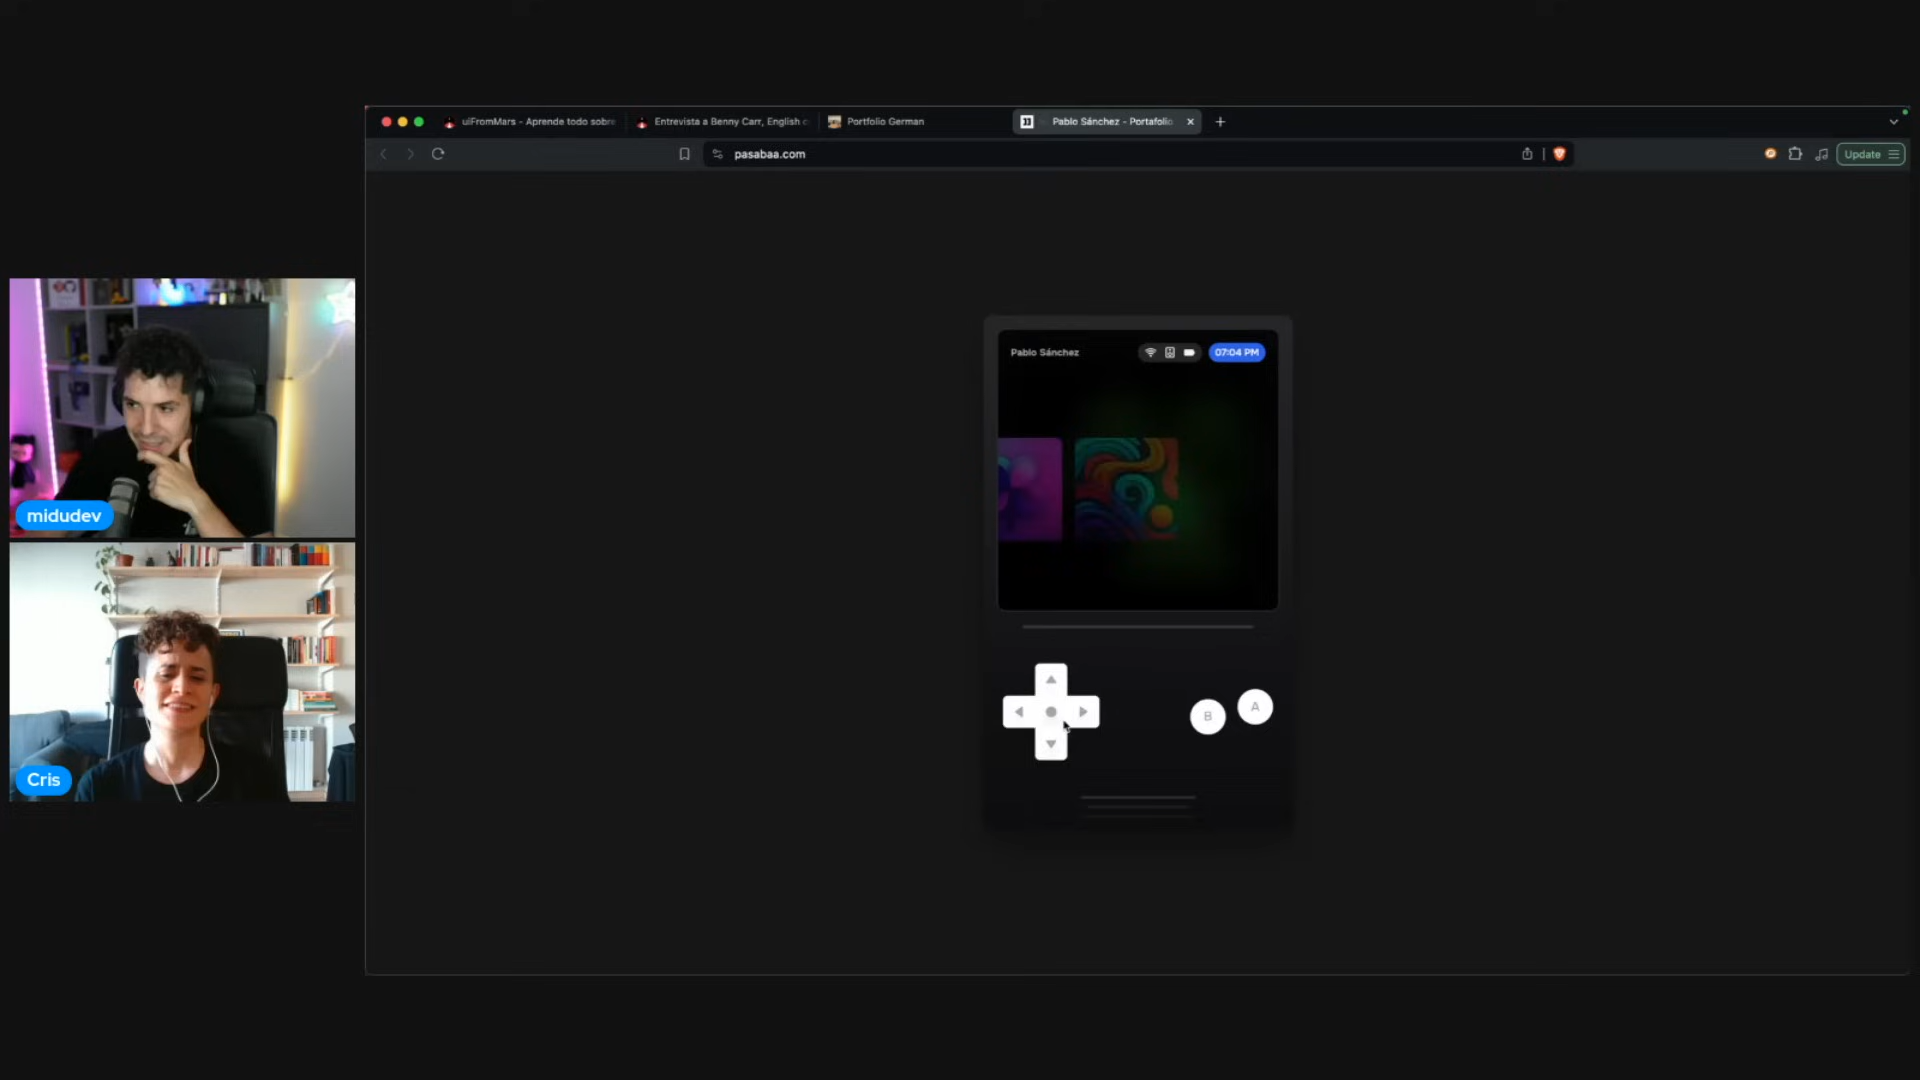 uiFromMars - Aprende todo sobre
Entrevista a Benny Carr, English c
Portfolio German
Pablo Sánchez - Portafolio
pasabaa.com
Update
Pablo Sánchez
07:04 PM
B
A
midudev
Cris